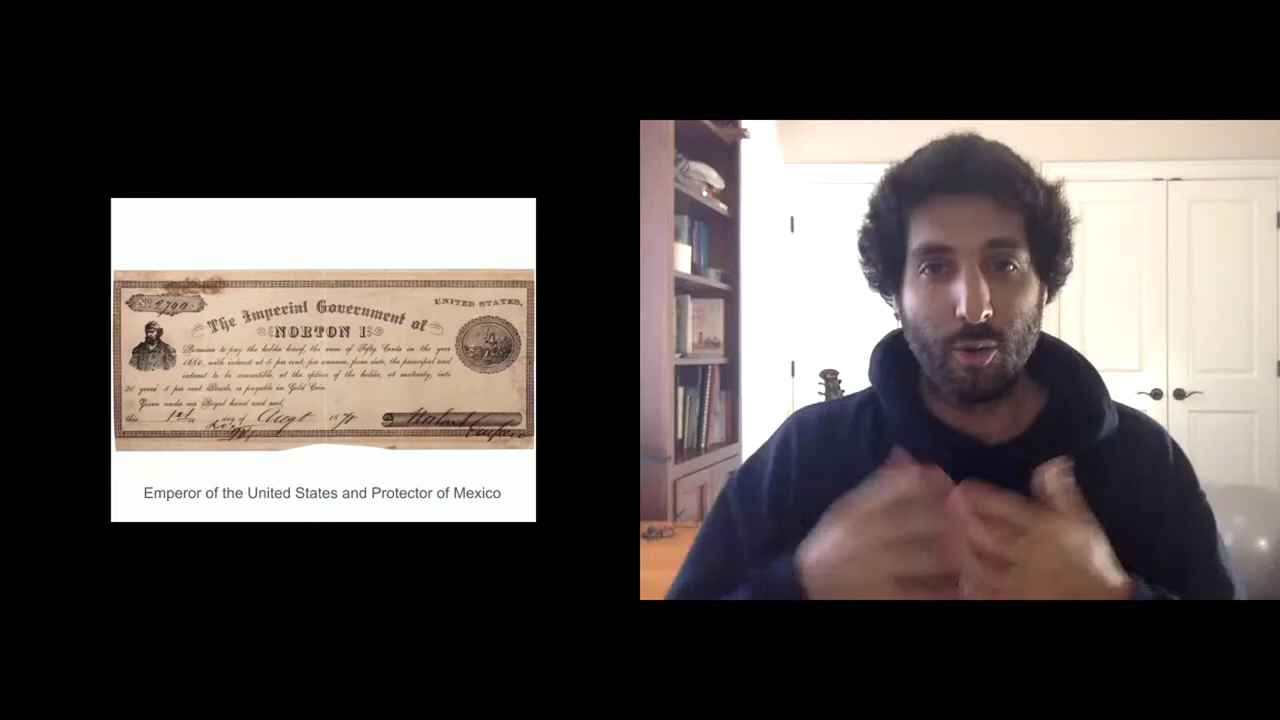 No. 2700
UNITED STATES.
The Imperial Government of
NORTON I.
Promises to pay the holder hereof, the sum of Fifty Cents in the year
1880, with interest at 5 per cent. per annum from date, the principal and
interest to be convertible, at the option of the holder, at maturity, into
20 years' 5 per cent. Bonds, or payable in Gold Coin.
Given under our Royal hand and seal,
this 1st day of Augt 187
Emperor of the United States and Protector of Mexico